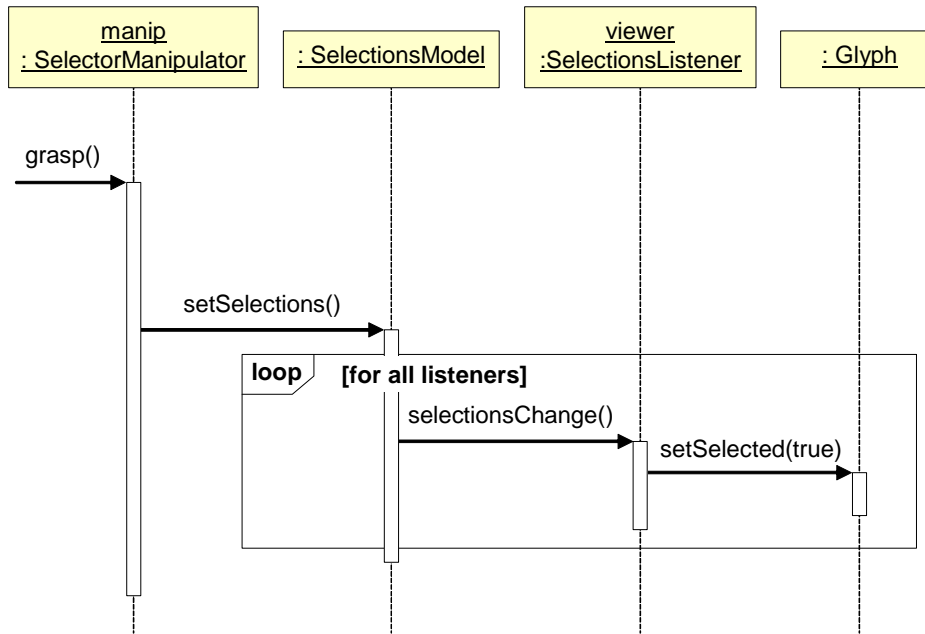 manip
: SelectorManipulator
: SelectionsModel
viewer
:SelectionsListener
: Glyph
grasp()
setSelections()
loop
[for all listeners]
selectionsChange()
setSelected(true)